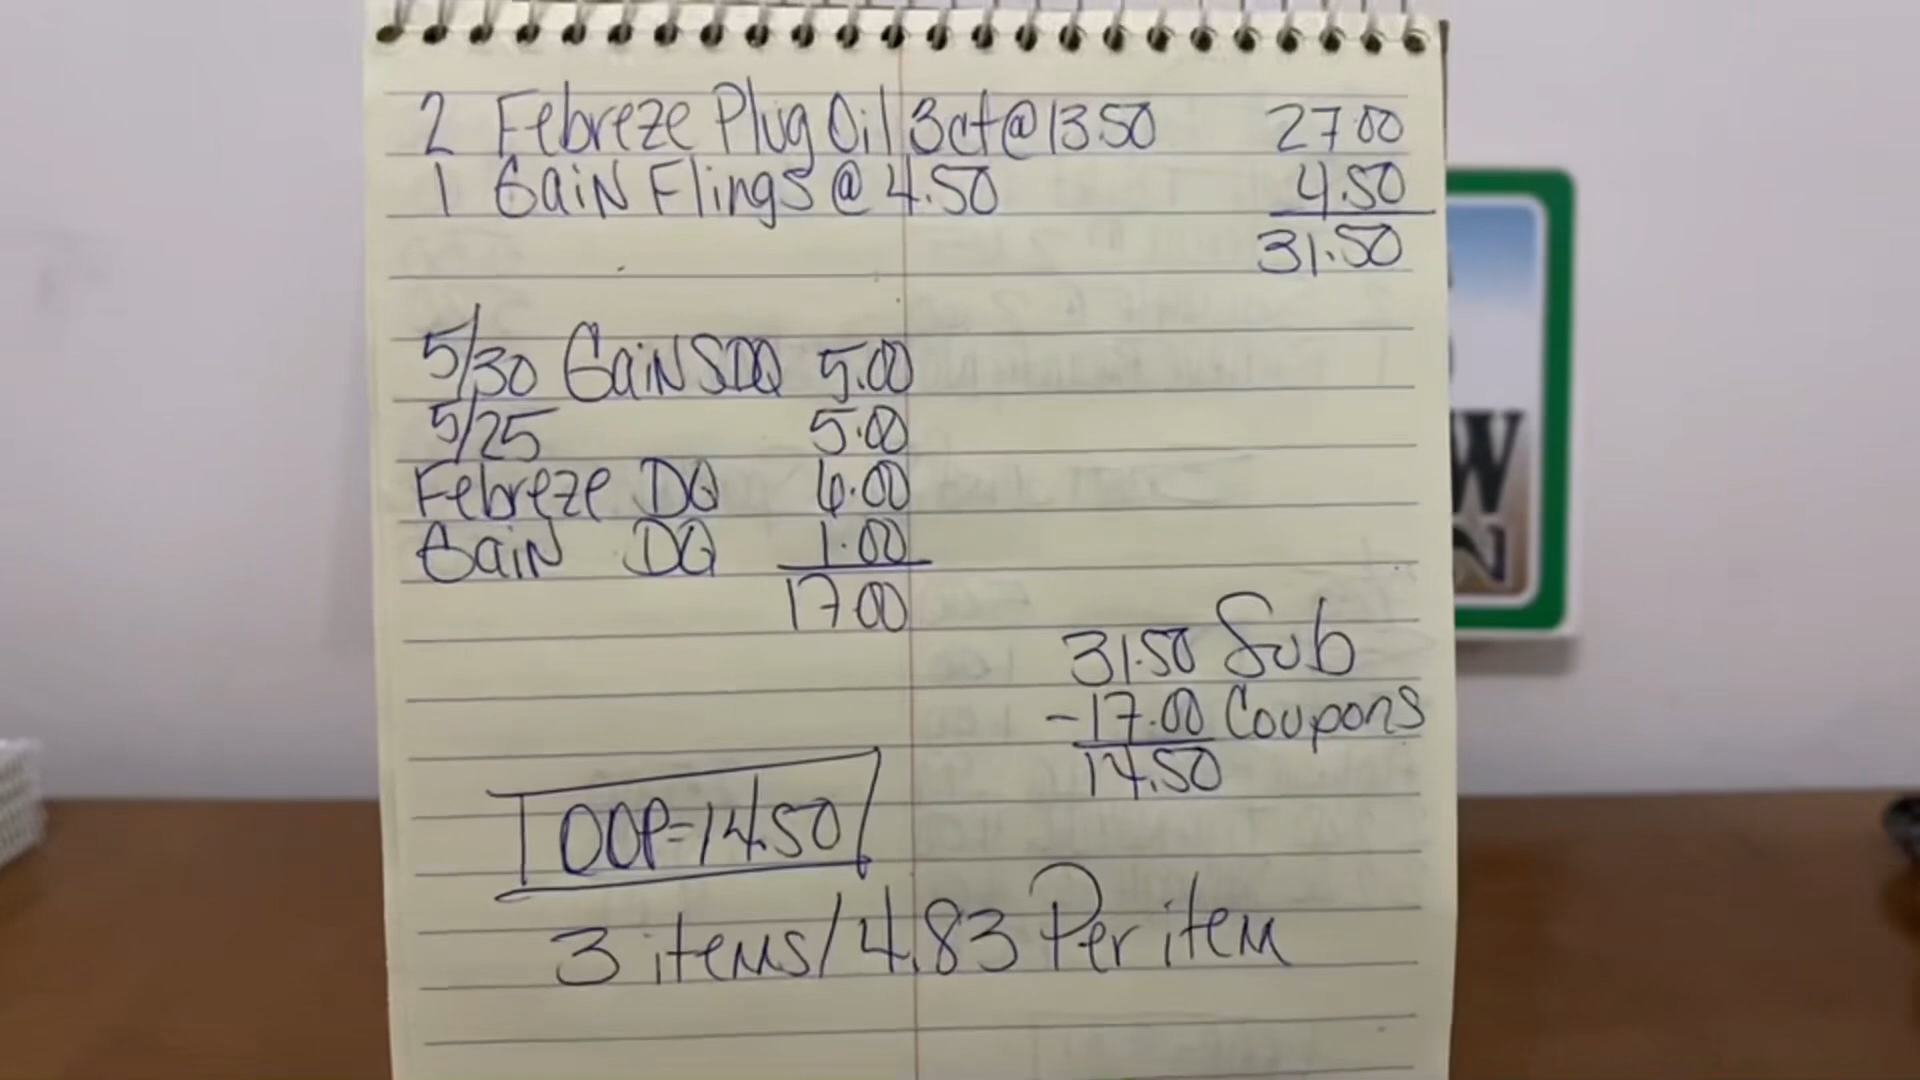 2 Febreze Plug Oil 3ct @ 13.50 27.00
1 Gain Flings @ 4.50 4.50
31.50
5/30 Gain SDQ 5.00
5/25 5.00
Febreze DG 6.00
Gain DG 1.00
17.00
31.50 Sub
-17.00 Coupons
14.50
OOP=14.50
3 items/4.83 Per item